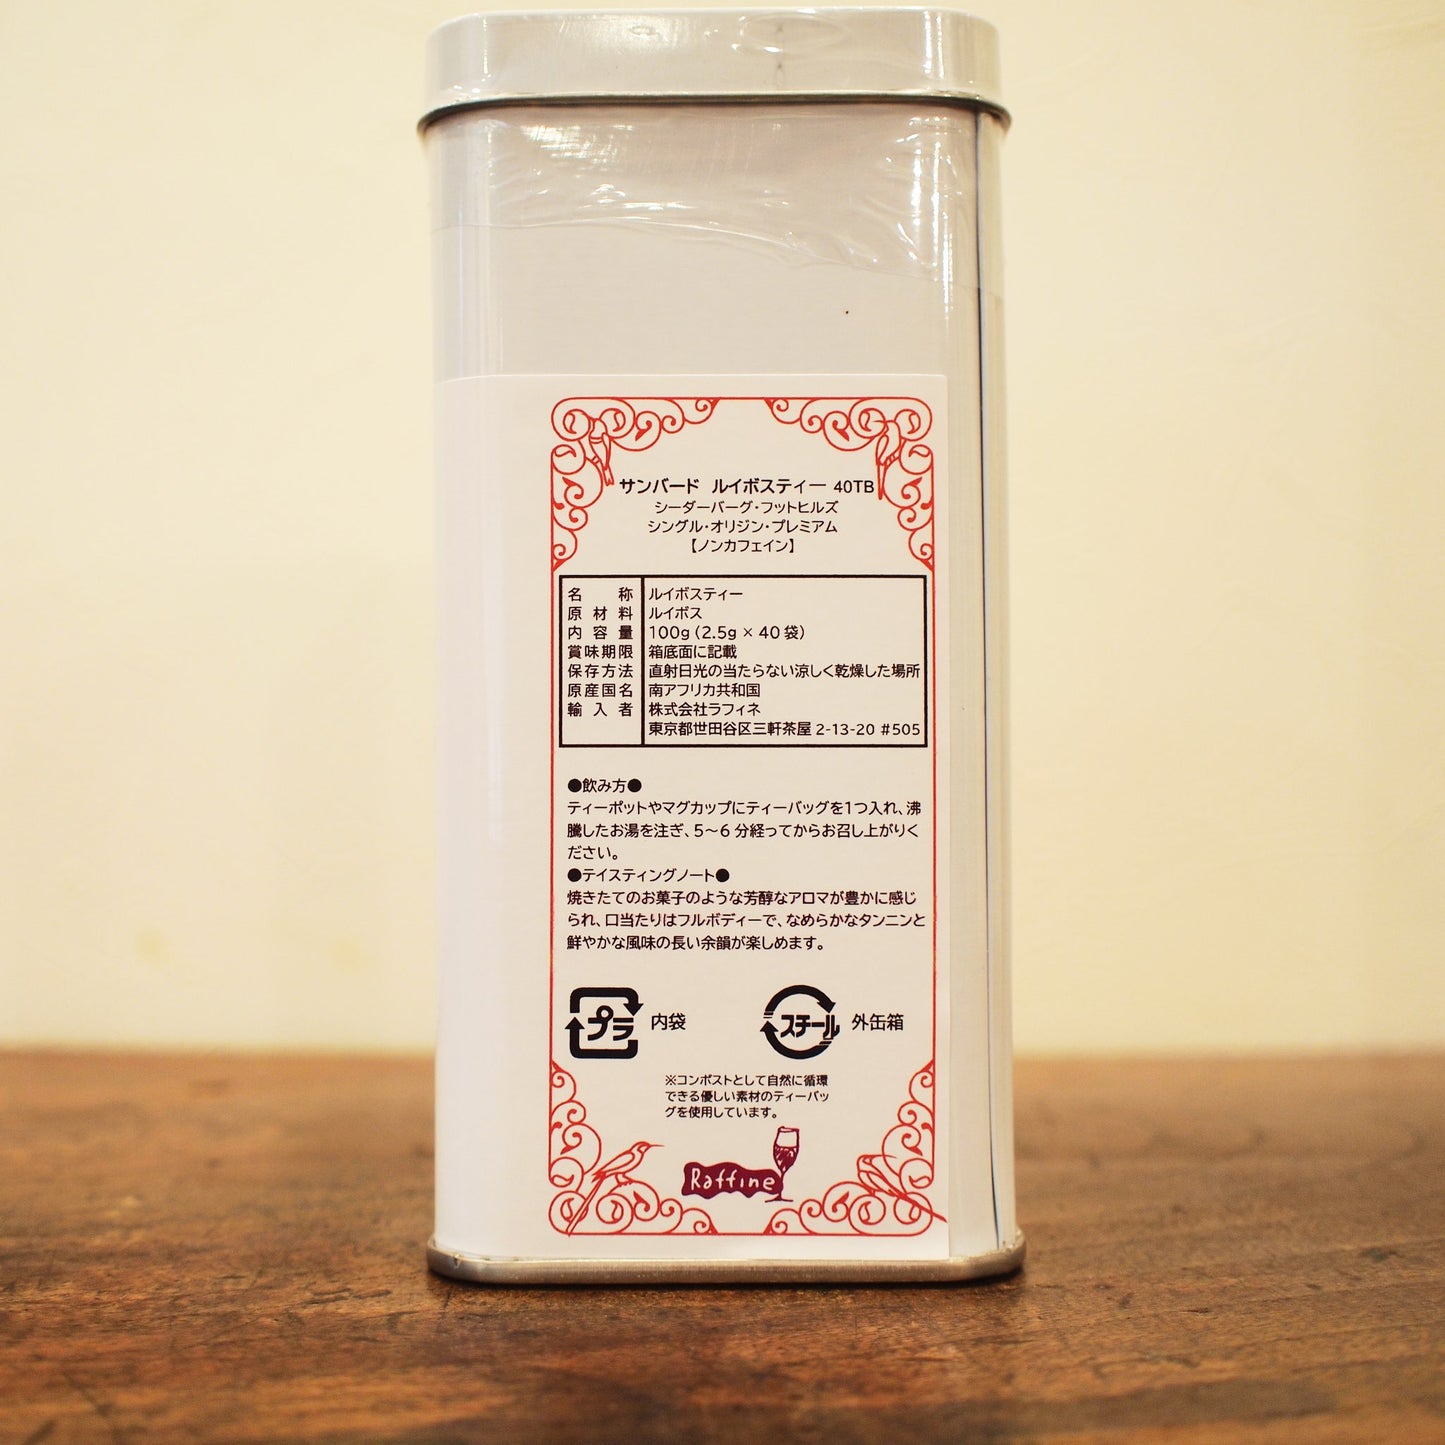 サンバード ルイボスティー 40TB
シーダーバーグ・フットヒルズ
シングル・オリジン・プレミアム
【ノンカフェイン】
名称 ルイボスティー
原材料 ルイボス
内容量 100g（2.5g × 40 袋）
賞味期限 箱底面に記載
保存方法 直射日光の当たらない涼しく乾燥した場所
原産国名 南アフリカ共和国
輸入者 株式会社ラフィネ
東京都世田谷区三軒茶屋 2-13-20 #505
●飲み方●
ティーポットやマグカップにティーバッグを1つ入れ、沸
騰したお湯を注ぎ、5～6 分経ってからお召し上がりく
ださい。
●テイスティングノート●
焼きたてのお菓子のような芳醇なアロマが豊かに感じ
られ、口当たりはフルボディーで、なめらかなタンニンと
鮮やかな風味の長い余韻が楽しめます。
プラ 内袋 スチール 外缶箱
※コンポストとして自然に循環
できる優しい素材のティーバッ
グを使用しています。
Raffine